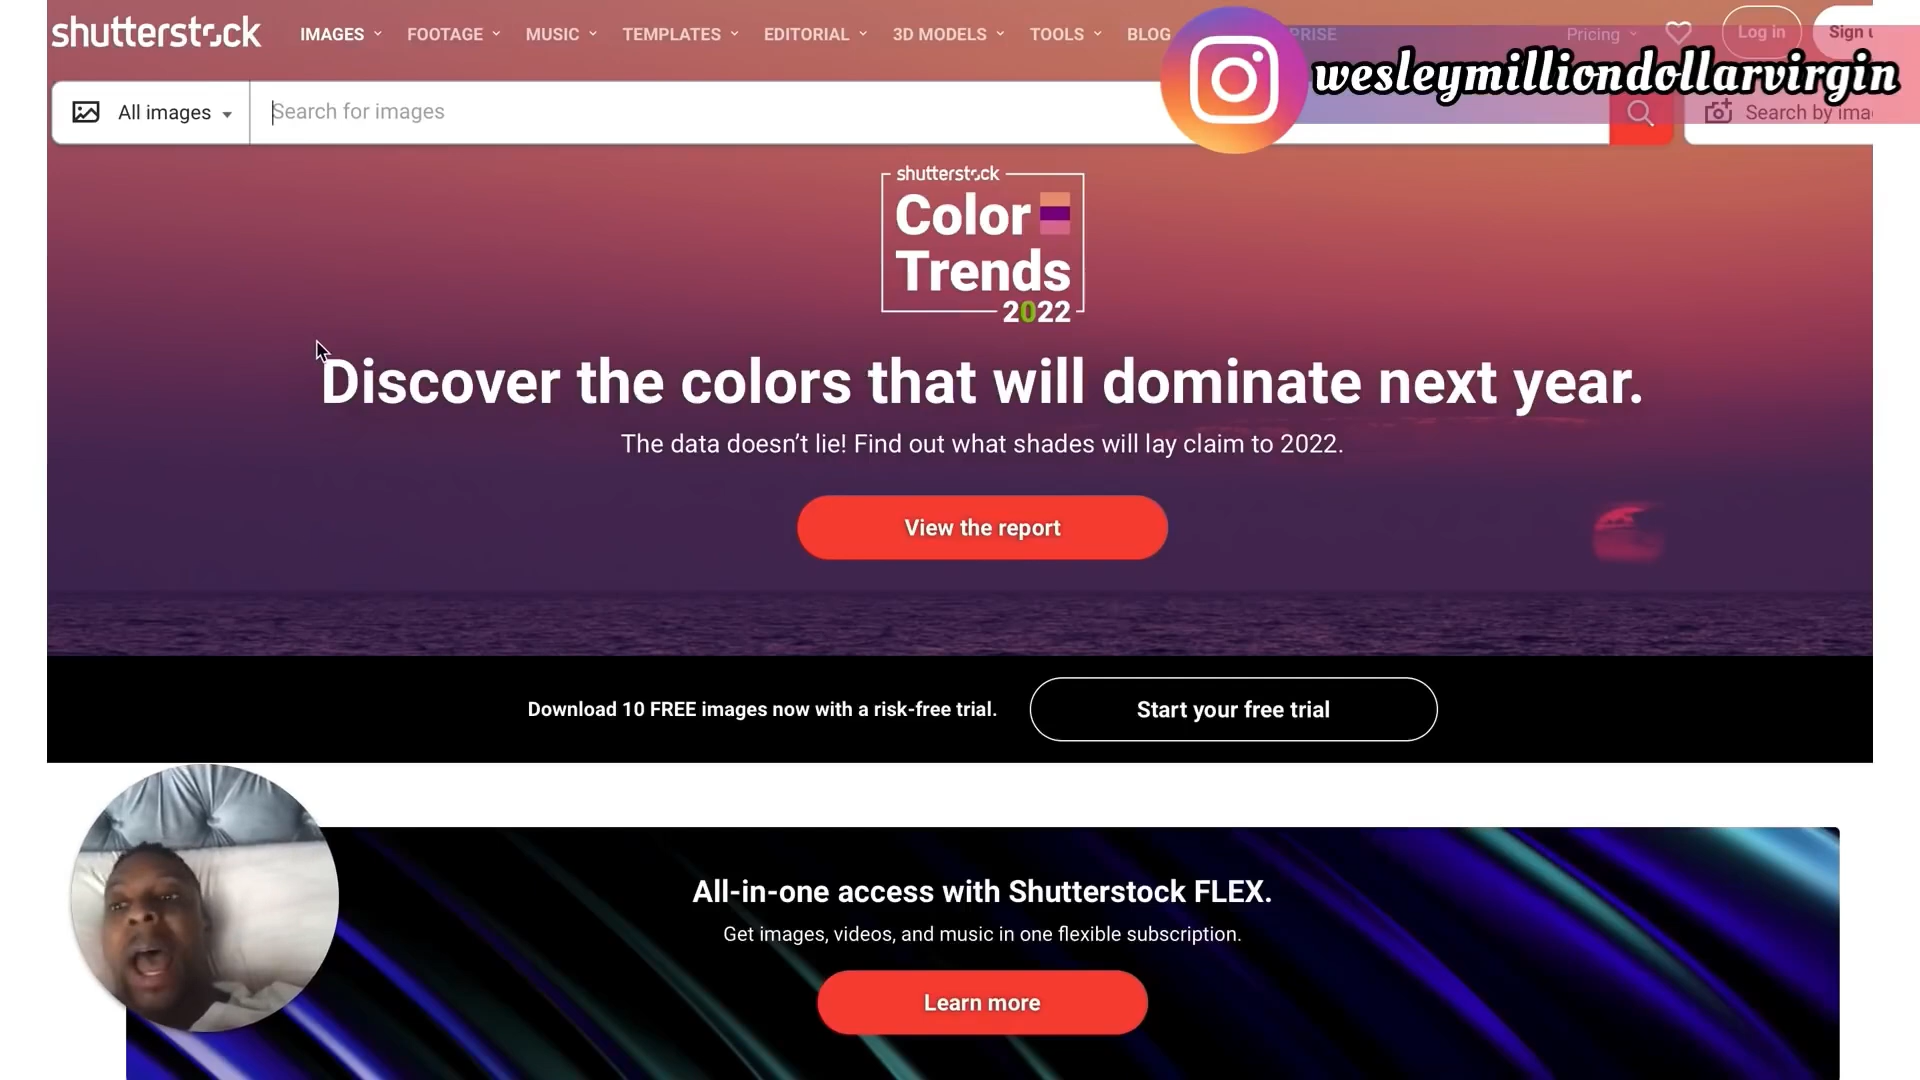 shutterstock
IMAGES FOOTAGE MUSIC TEMPLATES EDITORIAL 3D MODELS TOOLS BLOG PRISE Pricing Log in Sign u
wesleymilliondollarvirgin
All images Search for images Search by ima
shutterstock
Color
Trends
2022
Discover the colors that will dominate next year.
The data doesn’t lie! Find out what shades will lay claim to 2022.
View the report
Download 10 FREE images now with a risk-free trial. Start your free trial
All-in-one access with Shutterstock FLEX.
Get images, videos, and music in one flexible subscription.
Learn more